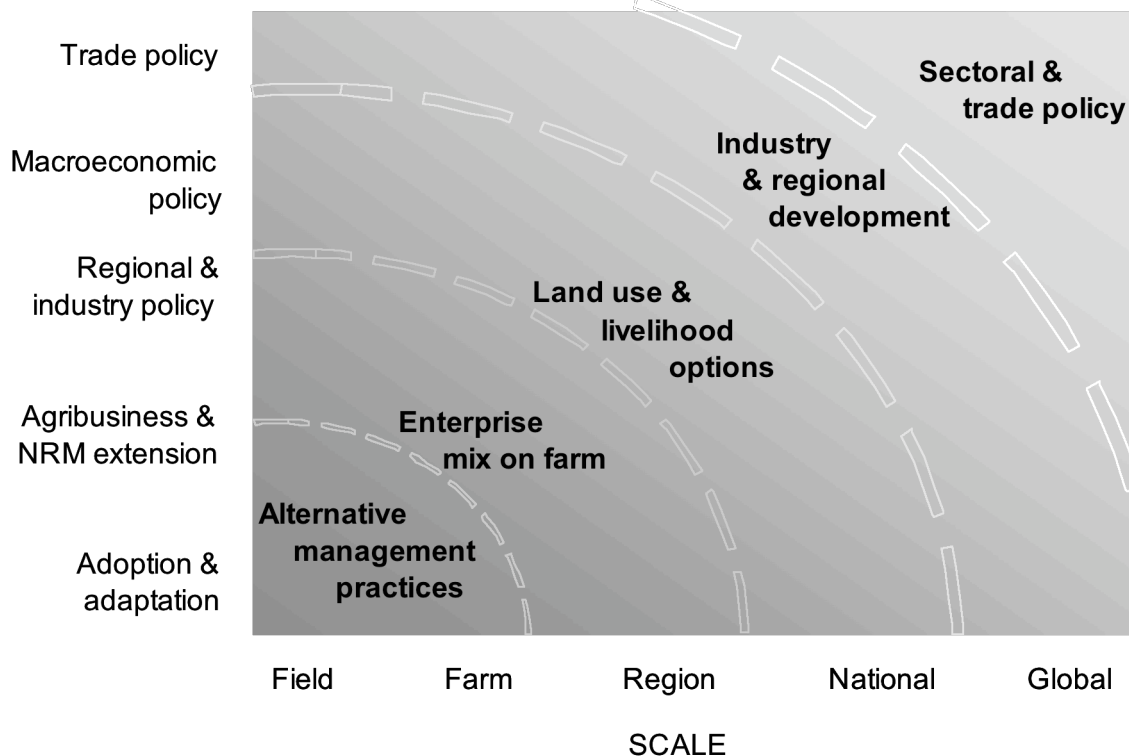 Trade policy
Macroeconomic
policy
Regional &
industry policy
Agribusiness &
NRM extension
Adoption &
adaptation
Sectoral &
trade policy
Industry
& regional
development
Land use &
livelihood
options
Enterprise
mix on farm
Alternative
management
practices
Field Farm Region National Global
SCALE